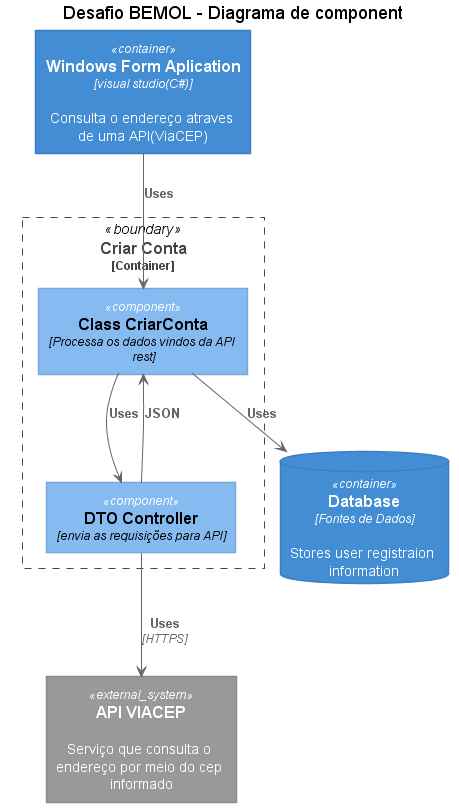 Desafio BEMOL - Diagrama de component
«container»
Windows Form Aplication
[visual studio(C#)]
Consulta o endereço atraves
de uma API(ViaCEP)
Uses
«boundary»
Criar Conta
[Container]
«component»
Class CriarConta
[Processa os dados vindos da API
rest]
Uses
JSON
Uses
«component»
DTO Controller
[envia as requisições para API]
«container»
Database
[Fontes de Dados]
Stores user registraion
information
Uses
[HTTPS]
«external_system»
API VIACEP
Serviço que consulta o
endereço por meio do cep
informado